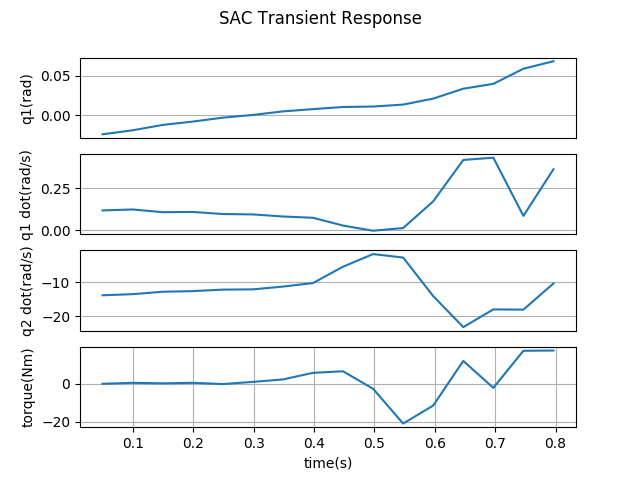 SAC Transient Response
q1(rad)
0.05
0.00
q1 dot(rad/s)
0.25
0.00
q2 dot(rad/s)
−10
−20
torque(Nm)
0
−20
0.1 0.2 0.3 0.4 0.5 0.6 0.7 0.8
time(s)